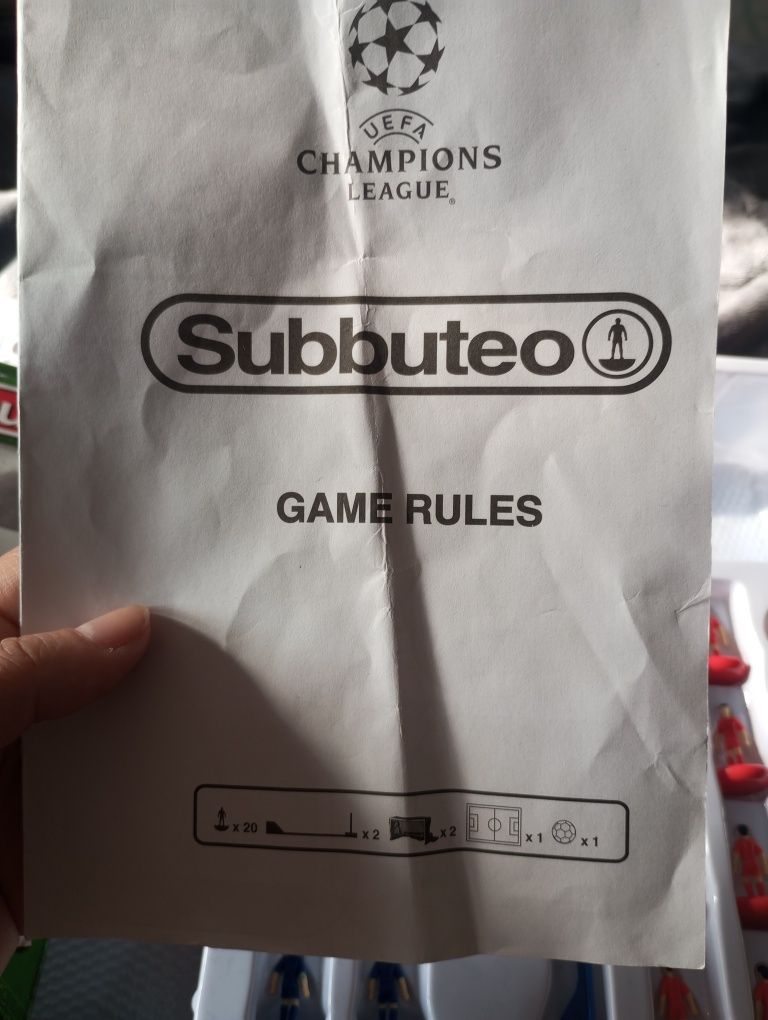 UEFA
CHAMPIONS
LEAGUE®
Subbuteo
GAME RULES
x 20 x 2 x 2 x 1 x 1